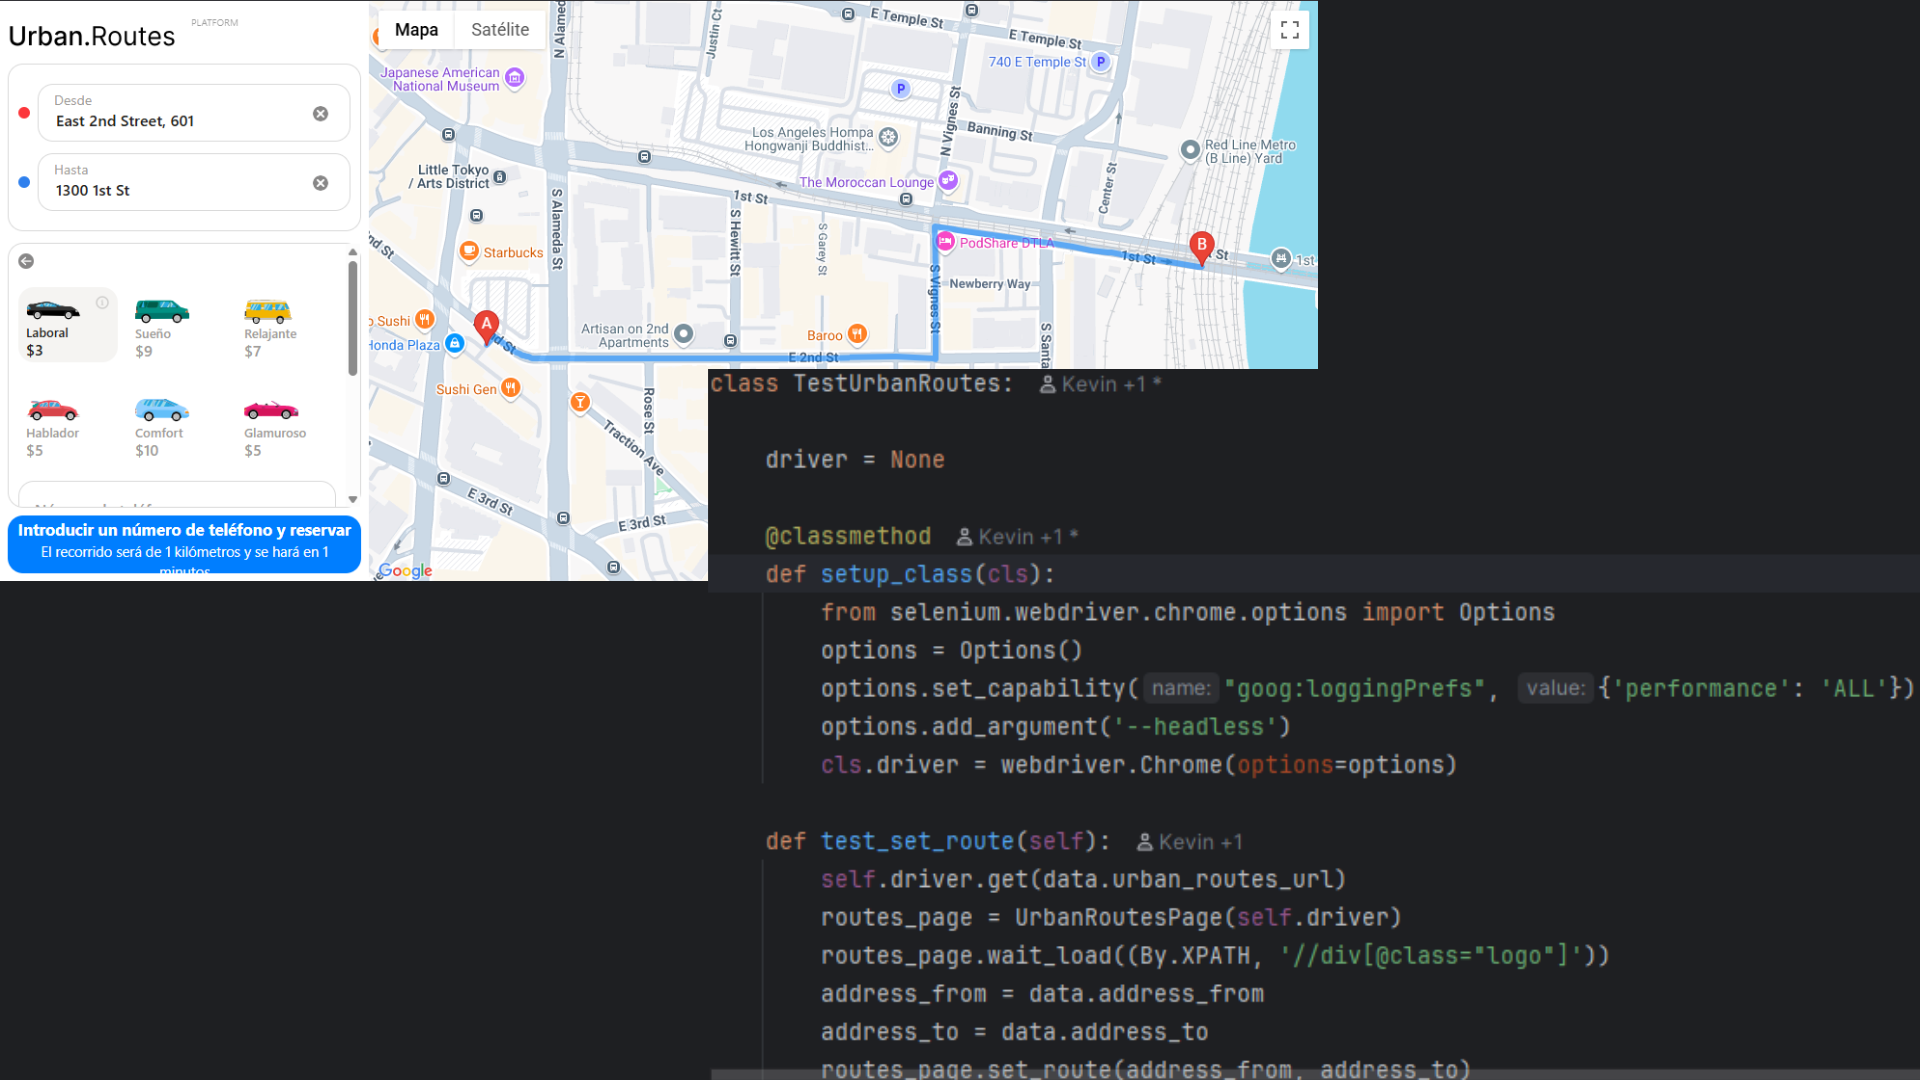 PLATFORM
Urban.Routes
Desde
East 2nd Street, 601
Hasta
1300 1st St
Laboral
$3
Sueño
$9
Relajante
$7
Hablador
$5
Comfort
$10
Glamuroso
$5
Introducir un número de teléfono y reservar
El recorrido será de 1 kilómetros y se hará en 1
minutos
Mapa
Satélite
N Alameda
Justin Ct
E Temple St
E Temple St
740 E Temple St
P
P
Japanese American
National Museum
N Vignes St
Banning St
Los Angeles Hompa
Hongwanji Buddhist...
Red Line Metro
(B Line) Yard
Little Tokyo
/ Arts District
The Moroccan Lounge
Center St
1st St
S Alameda St
S Hewitt St
S Garey St
PodShare DTLA
B
1st St
St
1st
Starbucks
S Vignes St
Newberry Way
A
Artisan on 2nd
Apartments
Baroo
S Santa
Honda Plaza
E 2nd St
Sushi Gen
Rose St
Traction Ave
E 3rd St
E 3rd St
Google
class TestUrbanRoutes: Kevin +1 *
driver = None
@classmethod Kevin +1 *
def setup_class(cls):
from selenium.webdriver.chrome.options import Options
options = Options()
options.set_capability( name: "goog:loggingPrefs", value: {'performance': 'ALL'})
options.add_argument('--headless')
cls.driver = webdriver.Chrome(options=options)
def test_set_route(self): Kevin +1
self.driver.get(data.urban_routes_url)
routes_page = UrbanRoutesPage(self.driver)
routes_page.wait_load((By.XPATH, '//div[@class="logo"]'))
address_from = data.address_from
address_to = data.address_to
routes_page.set_route(address_from, address_to)